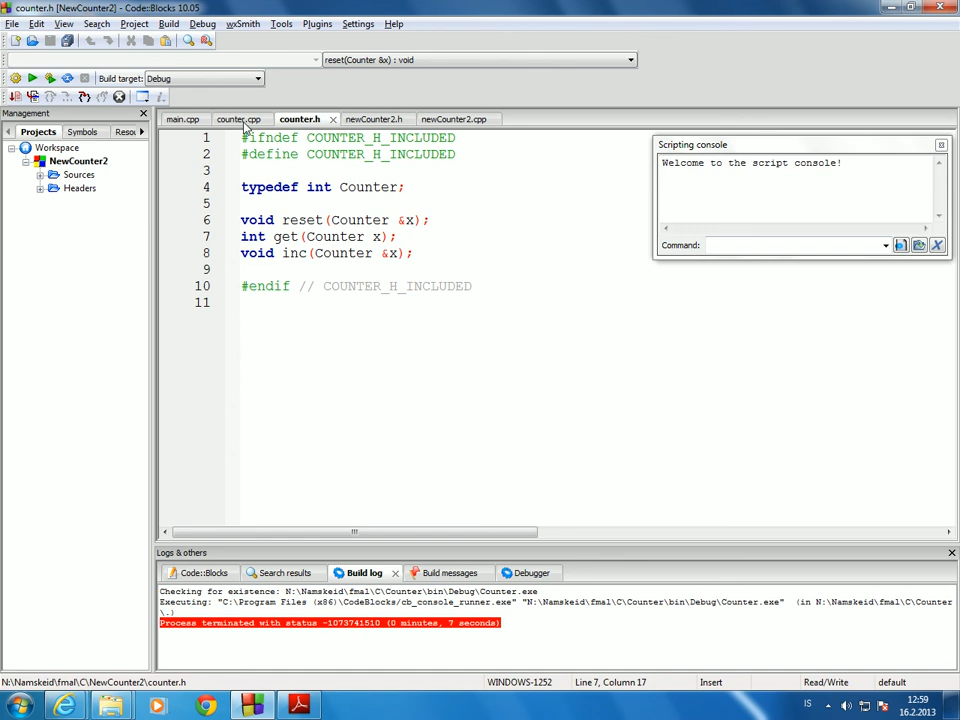 counter.h [NewCounter2] - Code::Blocks 10.05
File Edit View Search Project Build Debug wxSmith Tools Plugins Settings Help
reset(Counter &x) : void
Build target: Debug
Management
main.cpp counter.cpp counter.h newCounter2.h newCounter2.cpp
Projects Symbols Resou
Workspace
NewCounter2
Sources
Headers
1 #ifndef COUNTER_H_INCLUDED
2 #define COUNTER_H_INCLUDED
3
4 typedef int Counter;
5
6 void reset(Counter &x);
7 int get(Counter x);
8 void inc(Counter &x);
9
10 #endif // COUNTER_H_INCLUDED
11
Scripting console
Welcome to the script console!
Command:
Logs & others
Code::Blocks Search results Build log Build messages Debugger
Checking for existence: N:\Namskeid\fmal\C\Counter\bin\Debug\Counter.exe
Executing: "C:\Program Files (x86)\CodeBlocks/cb_console_runner.exe" "N:\Namskeid\fmal\C\Counter\bin\Debug\Counter.exe" (in N:\Namskeid\fmal\C\Counter
\.)
Process terminated with status -1073741510 (0 minutes, 7 seconds)
N:\Namskeid\fmal\C\NewCounter2\counter.h WINDOWS-1252 Line 7, Column 17 Insert Read/Write default
IS 12:59
16.2.2013